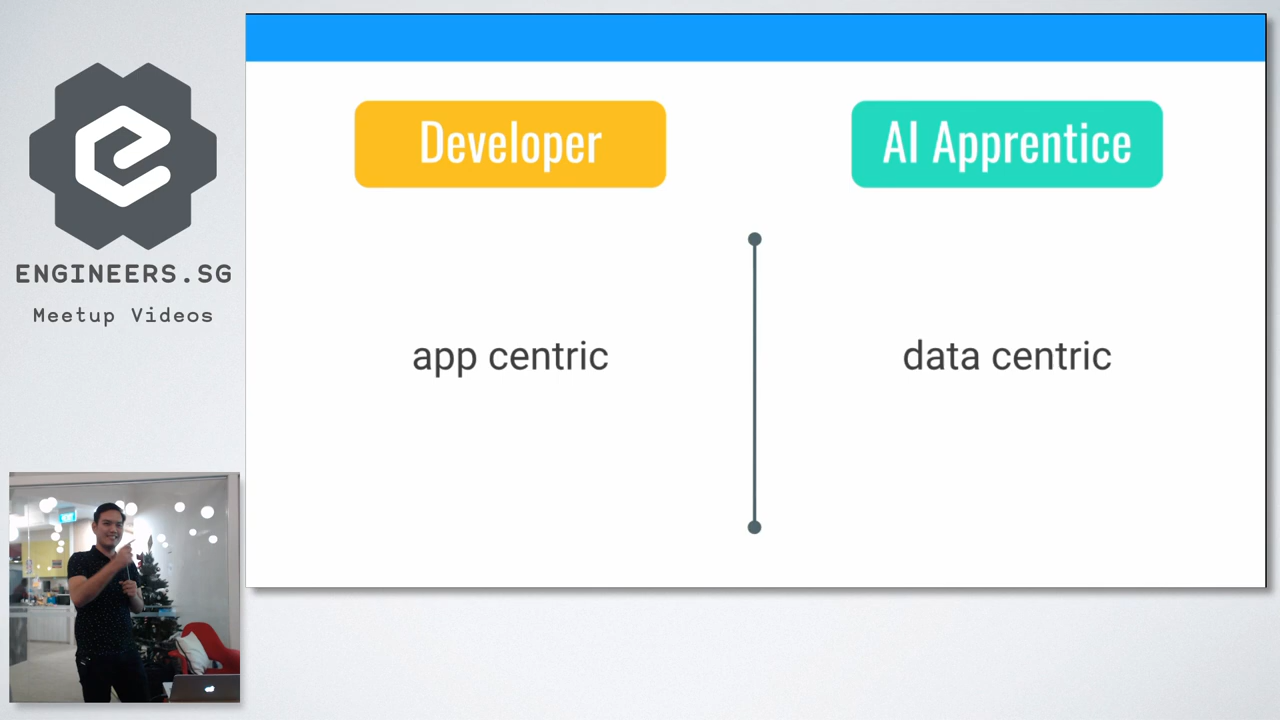 ENGINEERS.SG
Meetup Videos
Developer
AI Apprentice
app centric
data centric